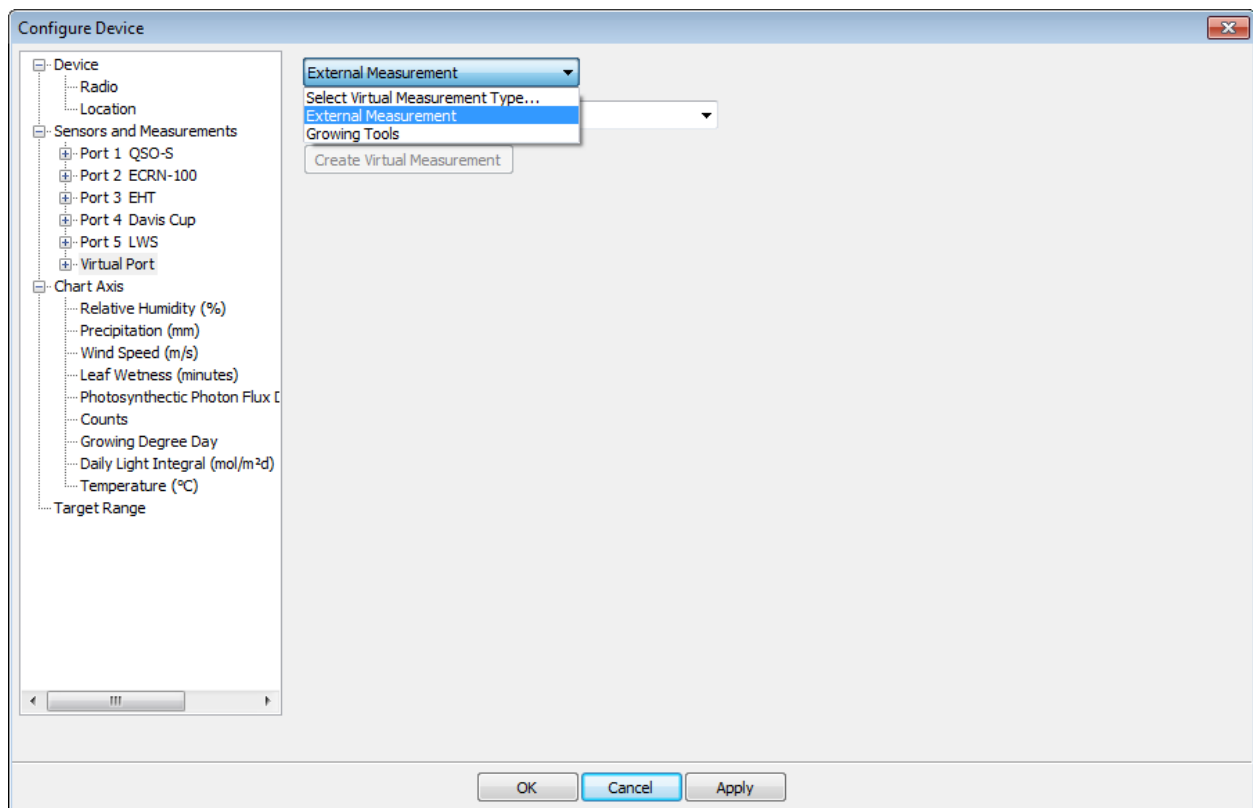 Configure Device
Device
Radio
Location
Sensors and Measurements
Port 1 QSO-S
Port 2 ECRN-100
Port 3 EHT
Port 4 Davis Cup
Port 5 LWS
Virtual Port
Chart Axis
Relative Humidity (%)
Precipitation (mm)
Wind Speed (m/s)
Leaf Wetness (minutes)
Photosynthectic Photon Flux D
Counts
Growing Degree Day
Daily Light Integral (mol/m²d)
Temperature (°C)
Target Range
External Measurement
Select Virtual Measurement Type...
External Measurement
Growing Tools
Create Virtual Measurement
OK
Cancel
Apply